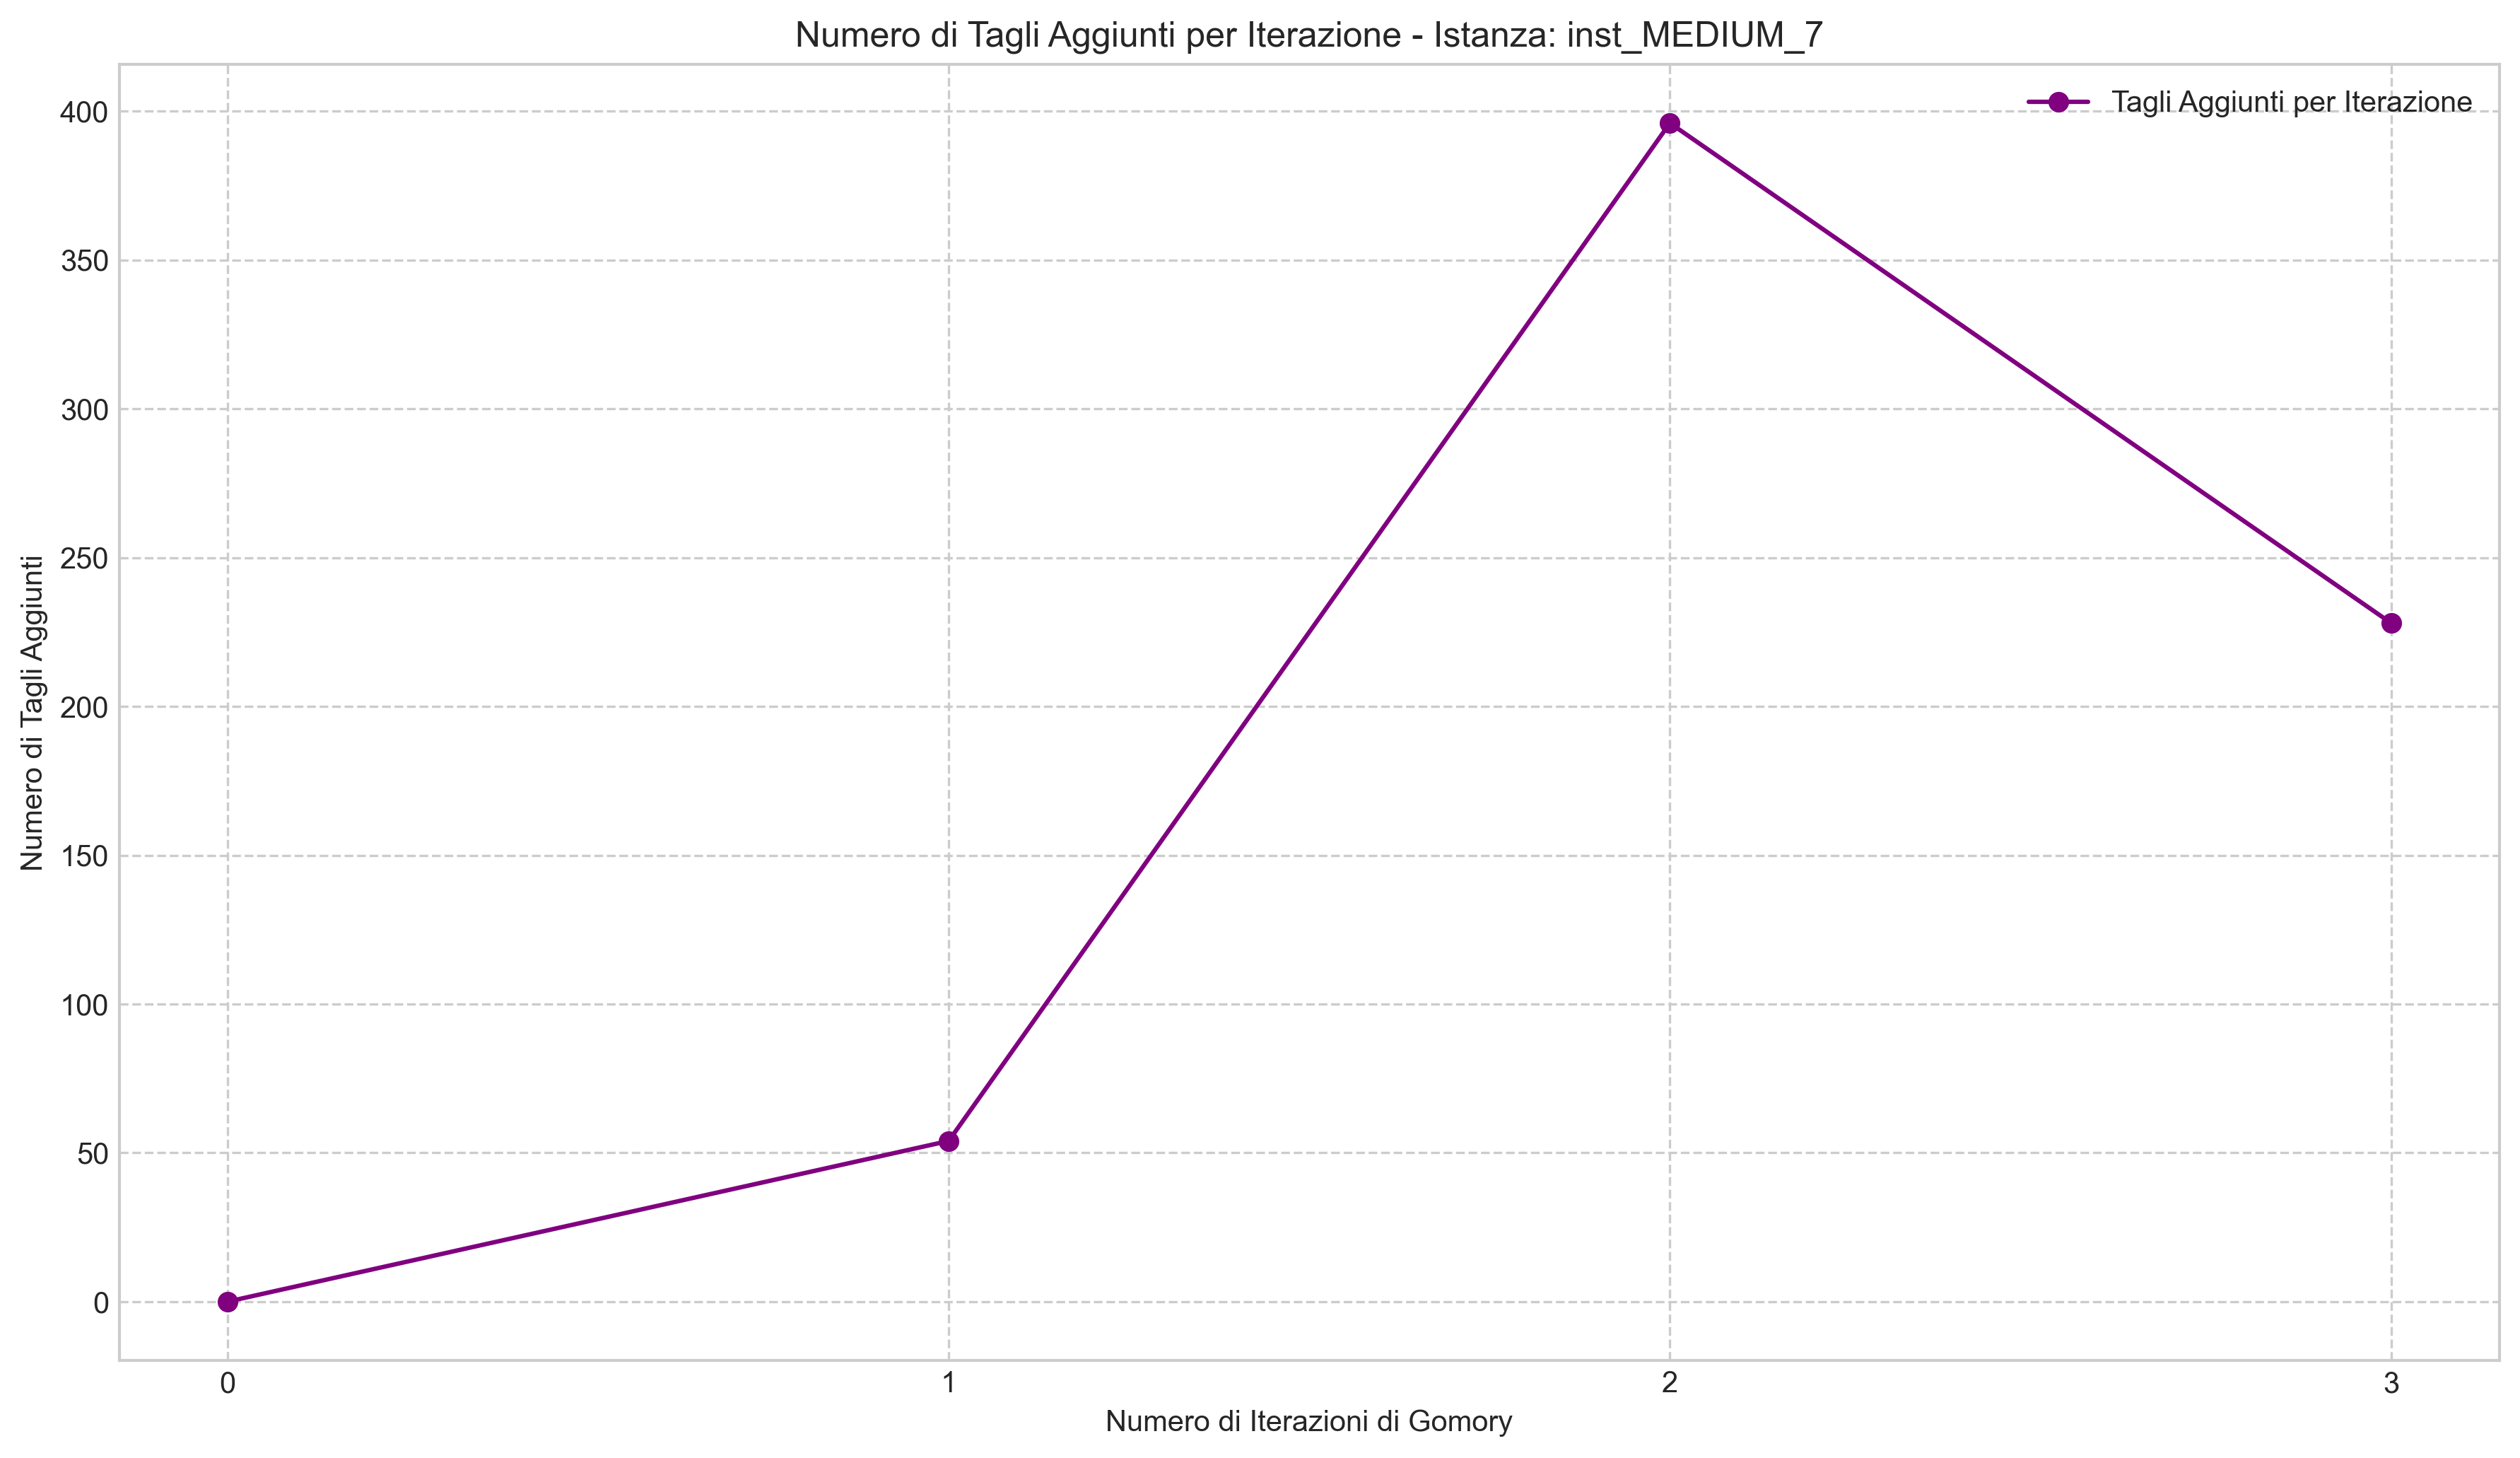 Numero di Tagli Aggiunti per Iterazione - Istanza: inst_MEDIUM_7
Tagli Aggiunti per Iterazione
Numero di Tagli Aggiunti
400
350
300
250
200
150
100
50
0
0 1 2 3
Numero di Iterazioni di Gomory